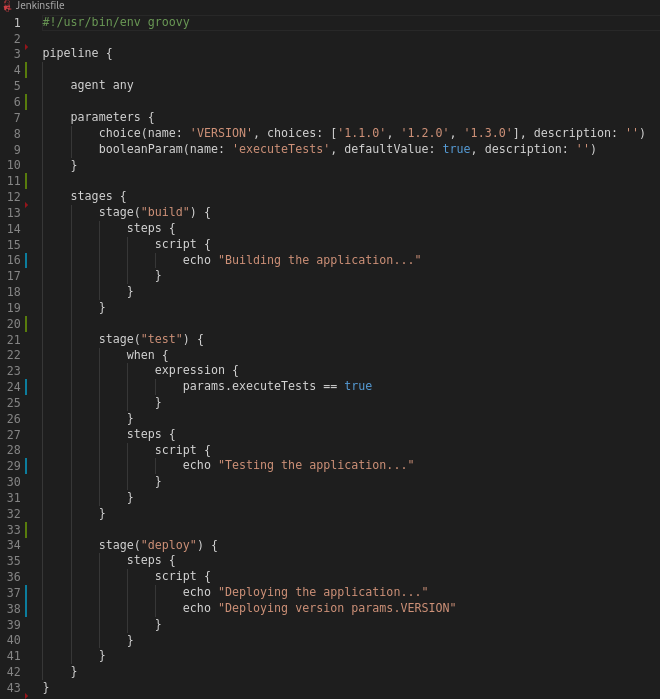 Jenkinsfile
1 #!/usr/bin/env groovy
2
3 pipeline {
4
5     agent any
6
7     parameters {
8         choice(name: 'VERSION', choices: ['1.1.0', '1.2.0', '1.3.0'], description: '')
9         booleanParam(name: 'executeTests', defaultValue: true, description: '')
10     }
11
12     stages {
13         stage("build") {
14             steps {
15                 script {
16                     echo "Building the application..."
17                 }
18             }
19         }
20
21         stage("test") {
22             when {
23                 expression {
24                     params.executeTests == true
25                 }
26             }
27             steps {
28                 script {
29                     echo "Testing the application..."
30                 }
31             }
32         }
33
34         stage("deploy") {
35             steps {
36                 script {
37                     echo "Deploying the application..."
38                     echo "Deploying version params.VERSION"
39                 }
40             }
41         }
42     }
43 }